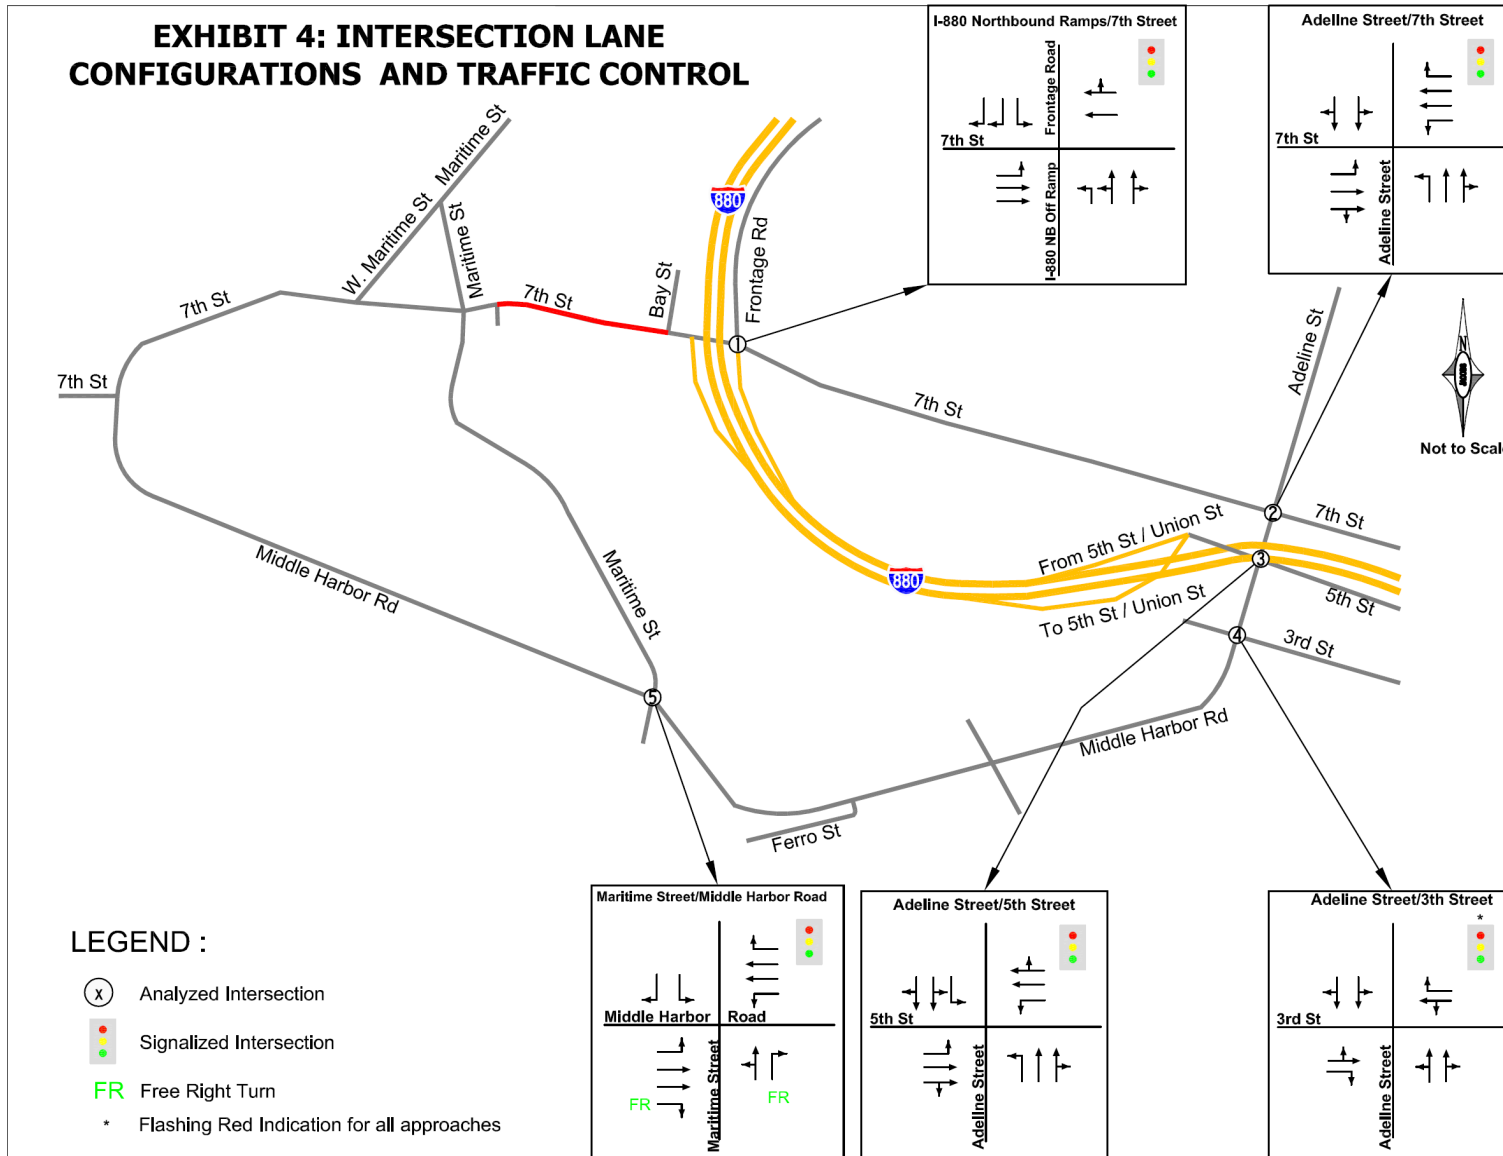 EXHIBIT 4: INTERSECTION LANE
CONFIGURATIONS AND TRAFFIC CONTROL
I-880 Northbound Ramps/7th Street
Frontage Road
7th St
I-880 NB Off Ramp
Adeline Street/7th Street
7th St
Adeline Street
Maritime St
W. Maritime St
Maritime St
880
7th St
7th St
Bay St
Frontage Rd
1
7th St
7th St
Adeline St
N
Not to Scale
2
7th St
From 5th St / Union St
3
880
5th St
To 5th St / Union St
4
3rd St
Middle Harbor Rd
Maritime St
5
Middle Harbor Rd
Ferro St
Maritime Street/Middle Harbor Road
Middle Harbor Road
Maritime Street
FR
FR
Adeline Street/5th Street
5th St
Adeline Street
Adeline Street/3th Street
*
3rd St
Adeline Street
LEGEND :
X Analyzed Intersection
Signalized Intersection
FR Free Right Turn
* Flashing Red Indication for all approaches